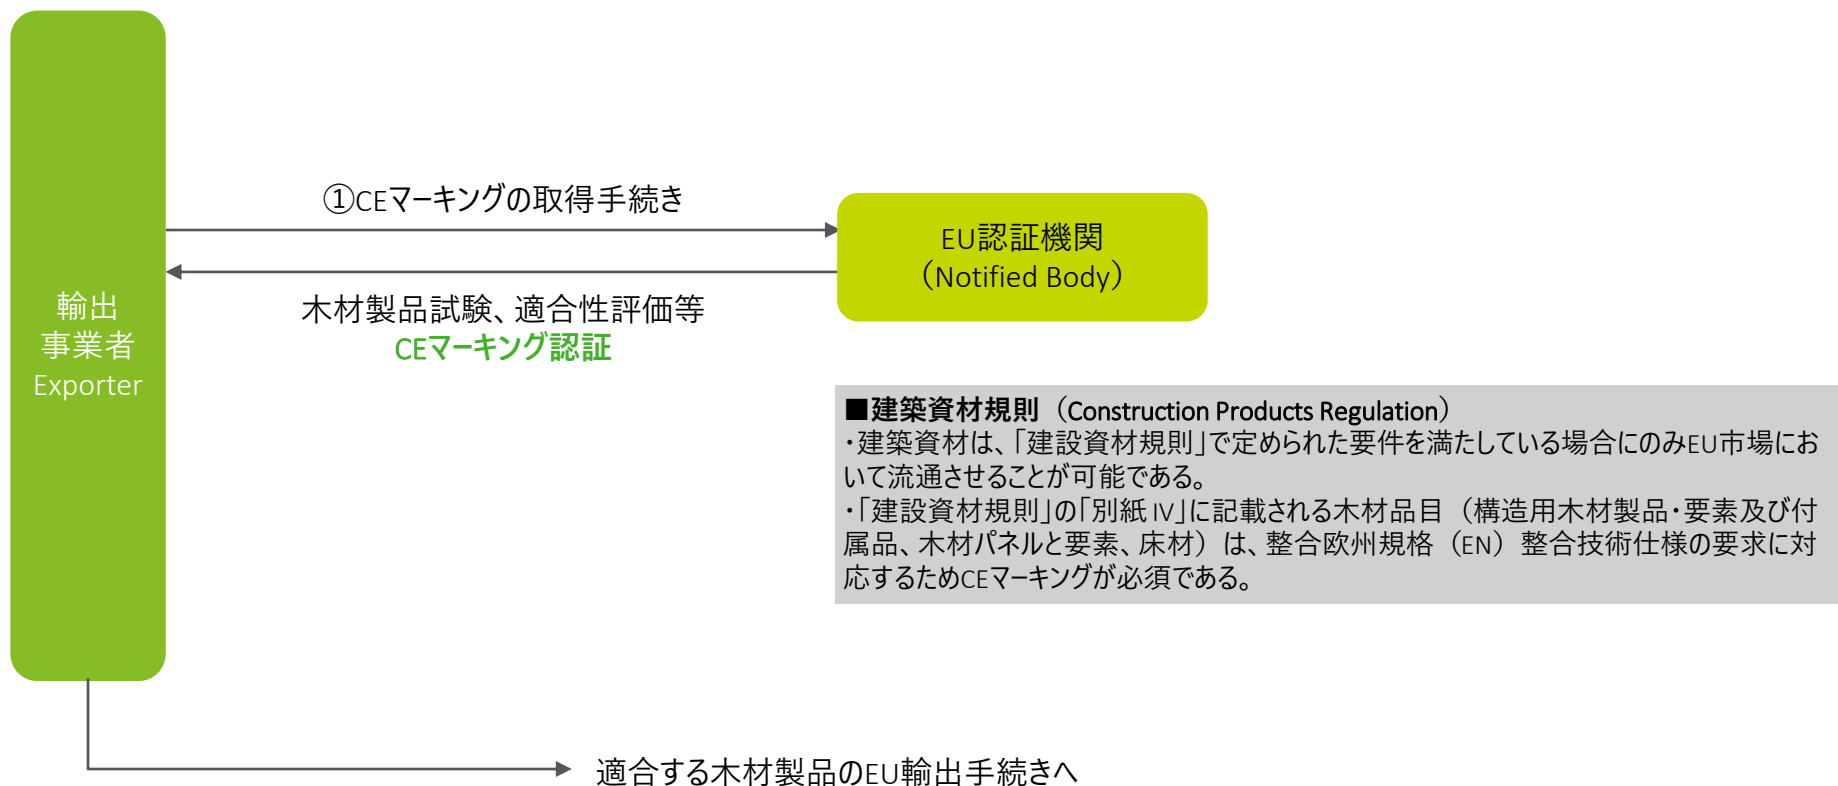 輸出
事業者
Exporter
①CEマーキングの取得手続き
EU認証機関
（Notified Body）
木材製品試験、適合性評価等
CEマーキング認証
■建築資材規則（Construction Products Regulation）
・建築資材は、「建設資材規則」で定められた要件を満たしている場合にのみEU市場にお
いて流通させることが可能である。
・「建設資材規則」の「別紙 IV」に記載される木材品目（構造用木材製品・要素及び付
属品、木材パネルと要素、床材）は、整合欧州規格（EN）整合技術仕様の要求に対
応するためCEマーキングが必須である。
適合する木材製品のEU輸出手続きへ